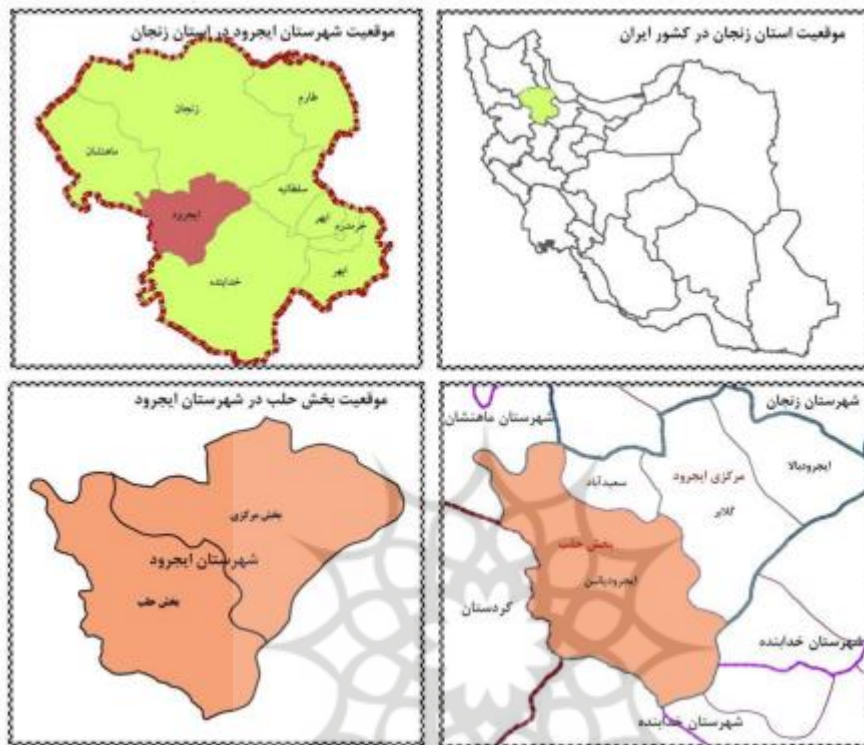 موقعیت استان زنجان در کشور ایران
موقعیت شهرستان ایجرود در استان زنجان
طارم
زنجان
ماهنشان
سلطانیه
ابهر
خرمدره
ایجرود
ابهر
خدابنده
شهرستان زنجان
شهرستان ماهنشان
ایجرودبالا
مرکزی ایجرود
سعیدآباد
گلابر
بخش حلب
ایجرودپائین
کردستان
شهرستان خدابنده
شهرستان خدابنده
موقعیت بخش حلب در شهرستان ایجرود
بخش مرکزی
شهرستان ایجرود
بخش حلب